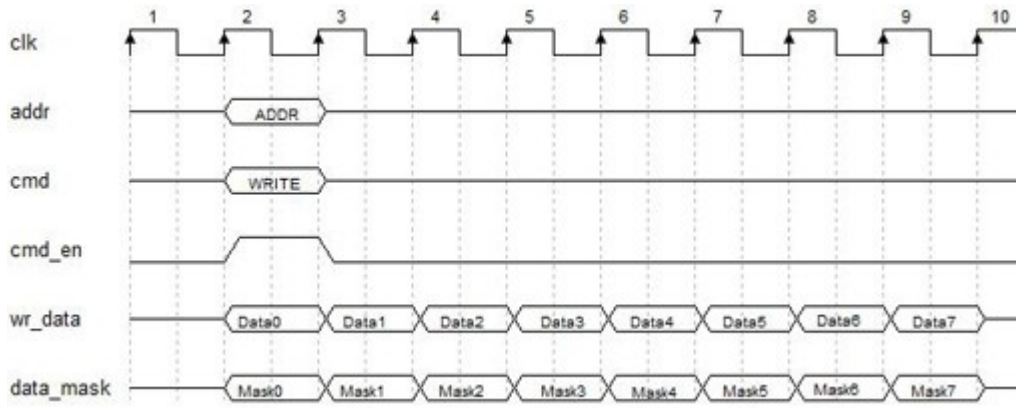 1 2 3 4 5 6 7 8 9 10
clk
addr ADDR
cmd WRITE
cmd_en
wr_data Data0 Data1 Data2 Data3 Data4 Data5 Data6 Data7
data_mask Mask0 Mask1 Mask2 Mask3 Mask4 Mask5 Mask6 Mask7